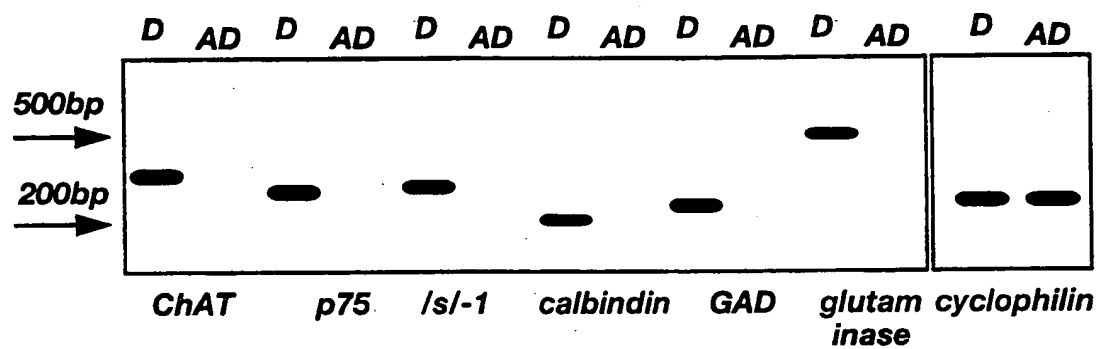 D AD D AD D AD D AD D AD D AD D AD
500bp
200bp
ChAT p75 /s/-1 calbindin GAD glutam cyclophilin
inase